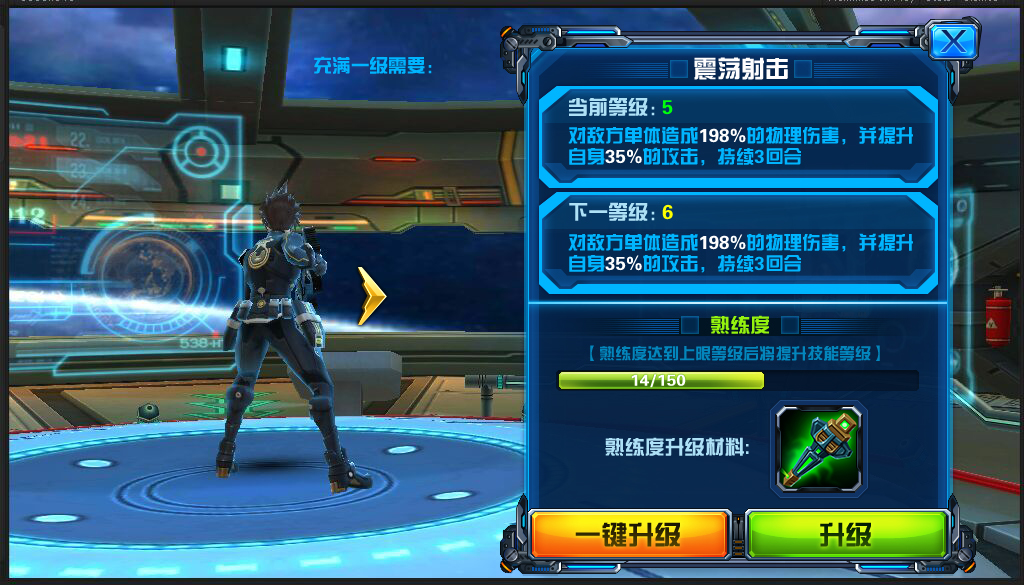 充满一级需要：
震荡射击
当前等级：5
对敌方单体造成198%的物理伤害，并提升
自身35%的攻击，持续3回合
下一等级：6
对敌方单体造成198%的物理伤害，并提升
自身35%的攻击，持续3回合
熟练度
【熟练度达到上限等级后将提升技能等级】
14/150
熟练度升级材料:
一键升级
升级
22
23
24
538-H